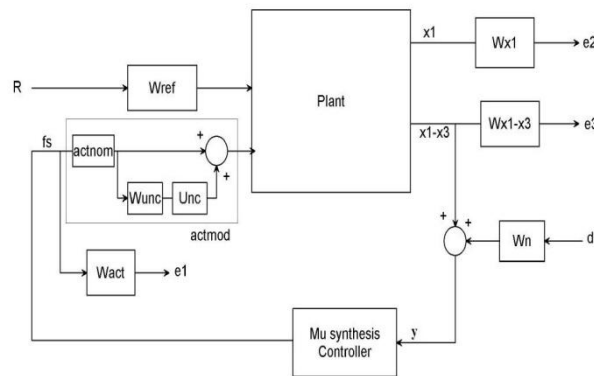 x1
Wx1
e2
R
Wref
Plant
x1-x3
Wx1-x3
e3
fs
actnom
+
+
Wunc
Unc
actmod
+
+
Wn
d
Wact
e1
Mu synthesis
Controller
y